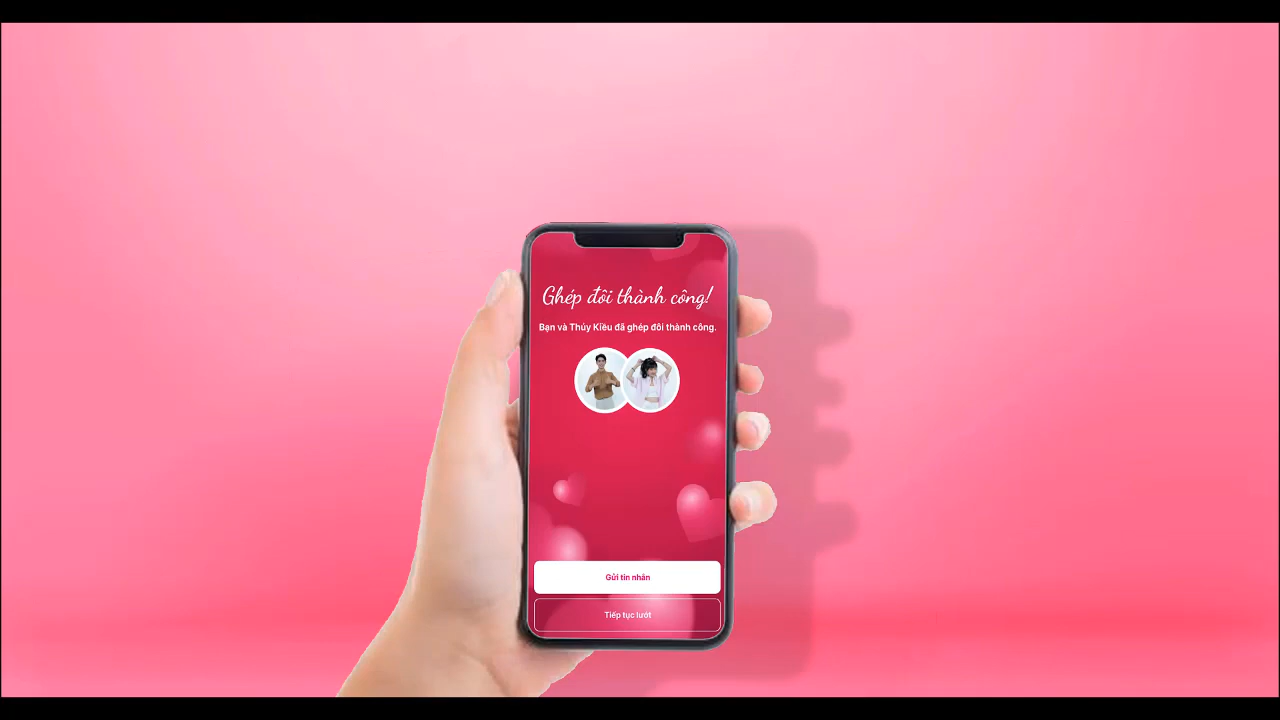 Ghép đôi thành công!
Bạn và Thúy Kiều đã ghép đôi thành công.
Gửi tin nhắn
Tiếp tục lướt